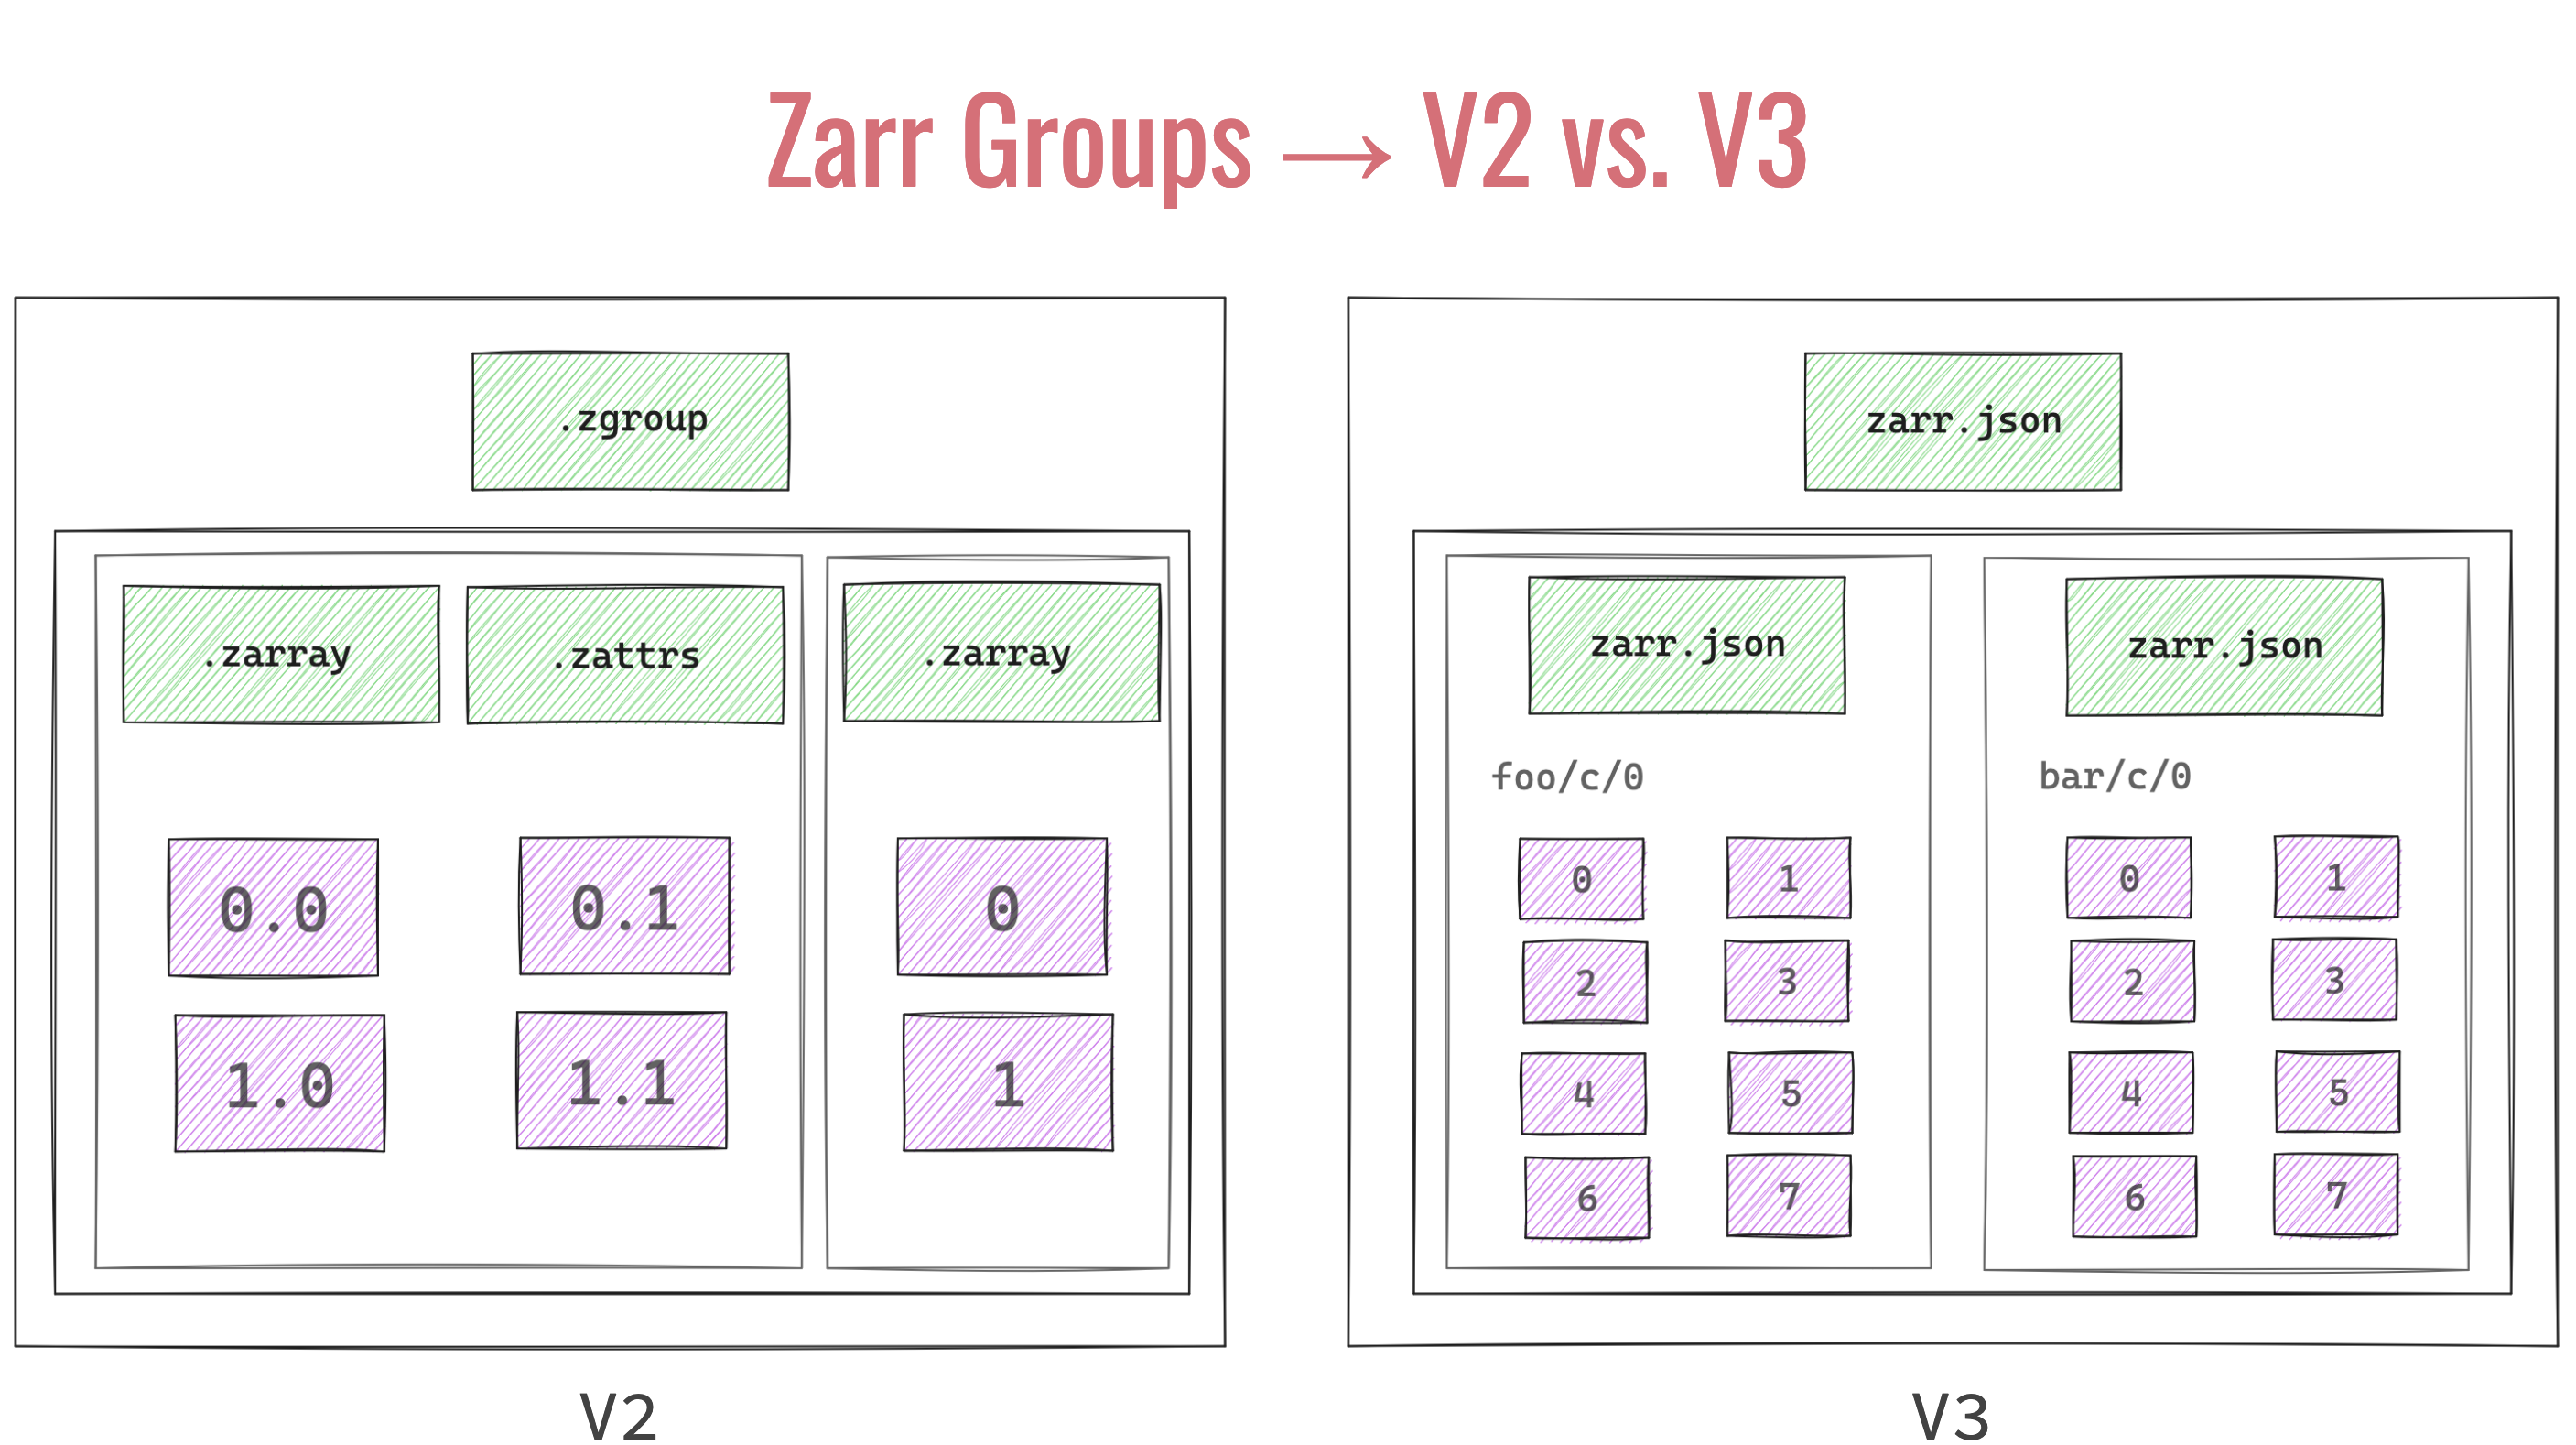 Zarr Groups → V2 vs. V3
.zgroup
.zarray
.zattrs
.zarray
0.0
0.1
0
1.0
1.1
1
V2
zarr.json
zarr.json
zarr.json
foo/c/0
bar/c/0
0
1
2
3
4
5
6
7
0
1
2
3
4
5
6
7
V3